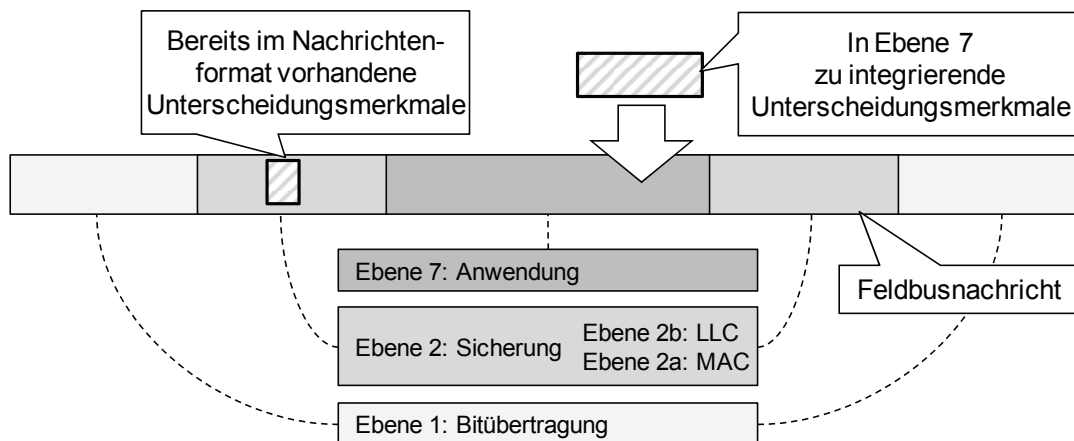 Bereits im Nachrichten-
format vorhandene
Unterscheidungsmerkmale
In Ebene 7
zu integrierende
Unterscheidungsmerkmale
Ebene 7: Anwendung
Feldbusnachricht
Ebene 2: Sicherung
Ebene 2b: LLC
Ebene 2a: MAC
Ebene 1: Bitübertragung